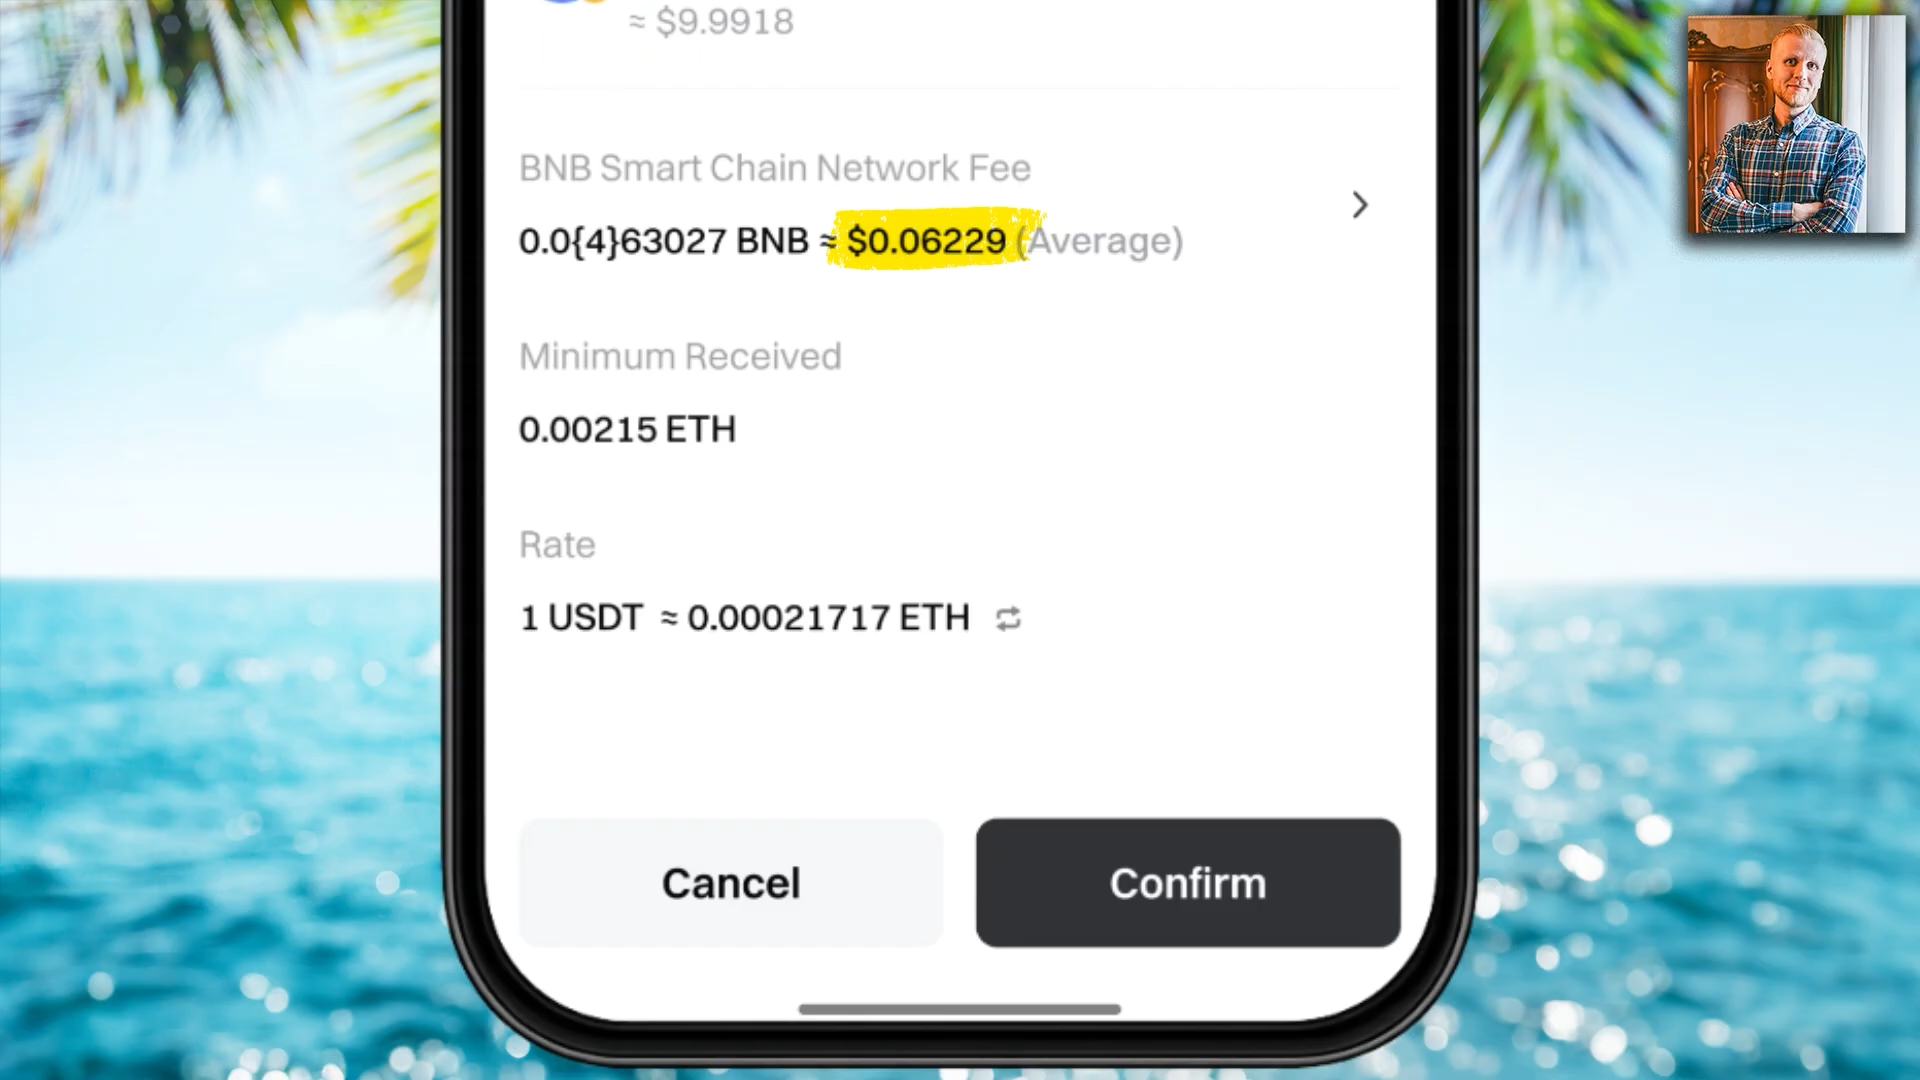 ≈ $9.9918
BNB Smart Chain Network Fee
0.0{4}63027 BNB ≈ $0.06229 (Average)
Minimum Received
0.00215 ETH
Rate
1 USDT ≈ 0.00021717 ETH
Cancel
Confirm